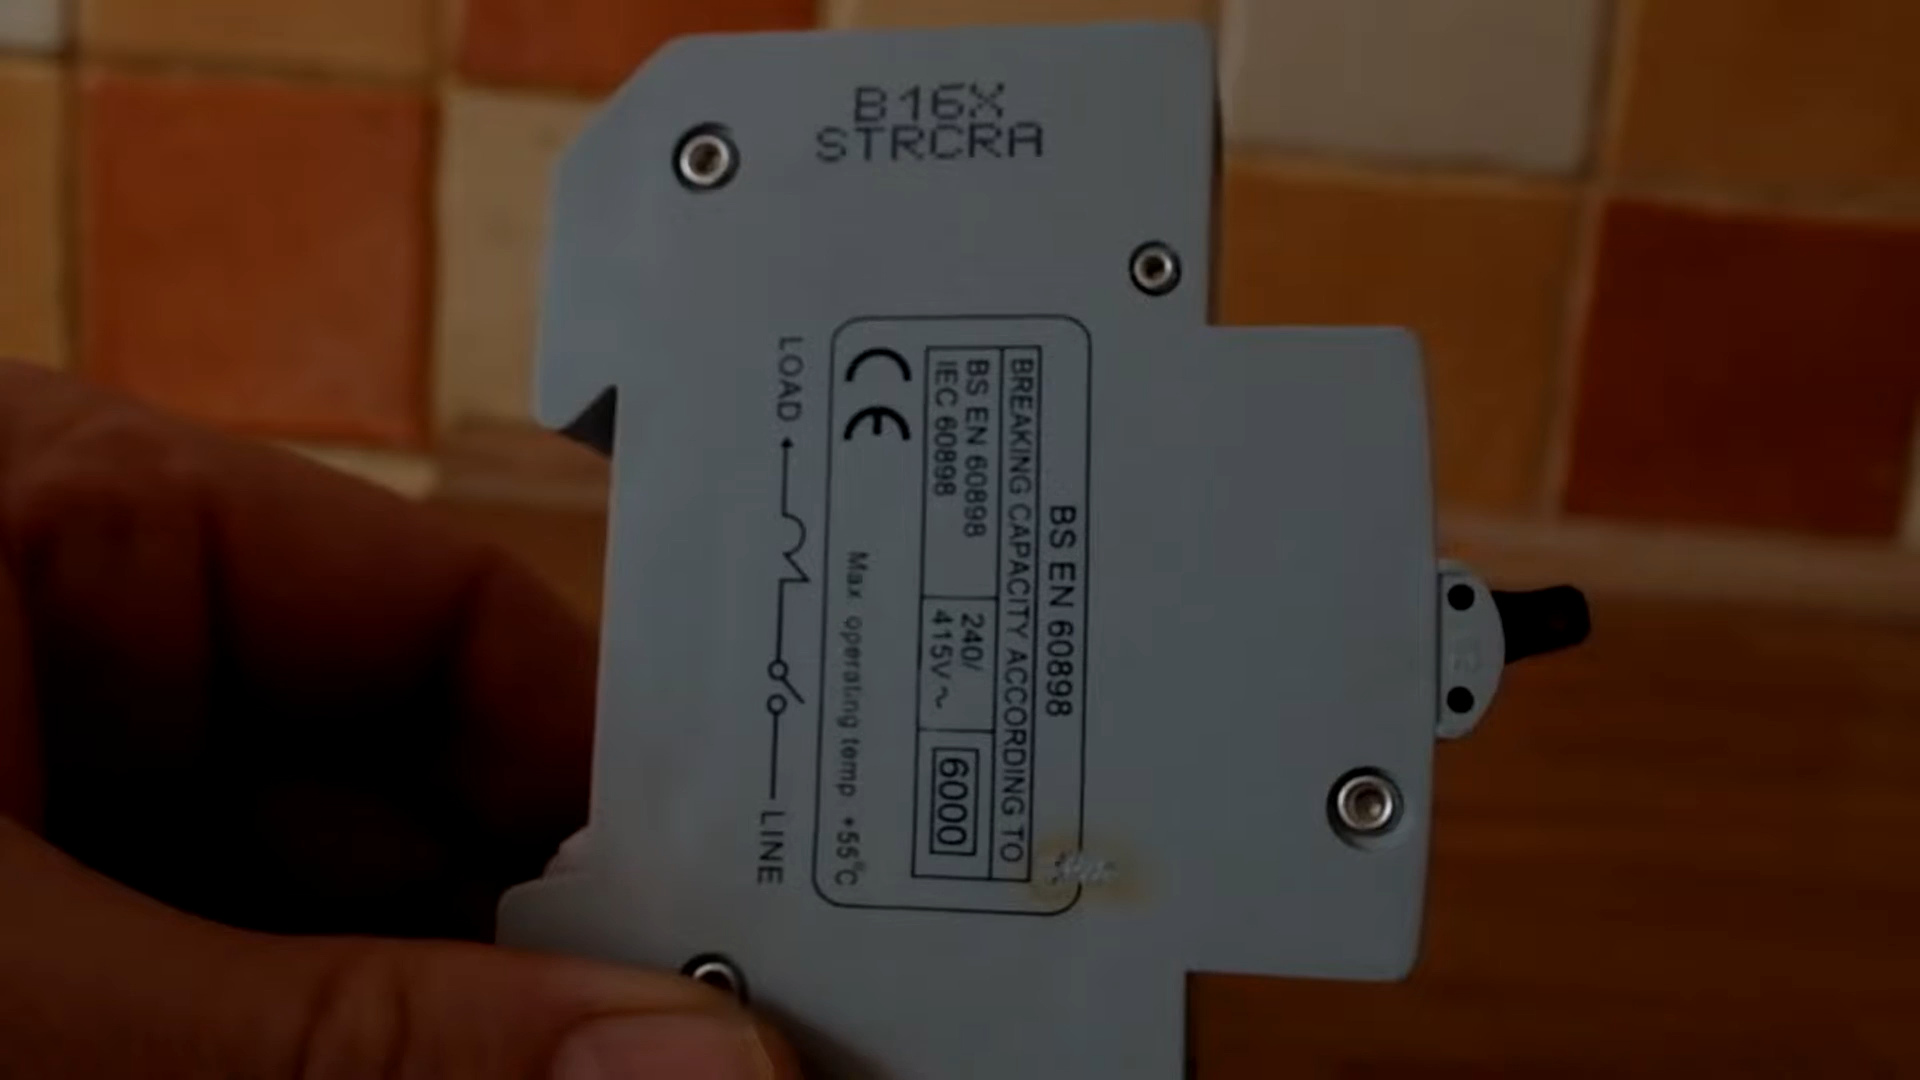 B16X
STRCRA
BS EN 60898
BREAKING CAPACITY ACCORDING TO
BS EN 60898
IEC 60898
240/
415V~
6000
CE
Max operating temp +55°C
LOAD
LINE